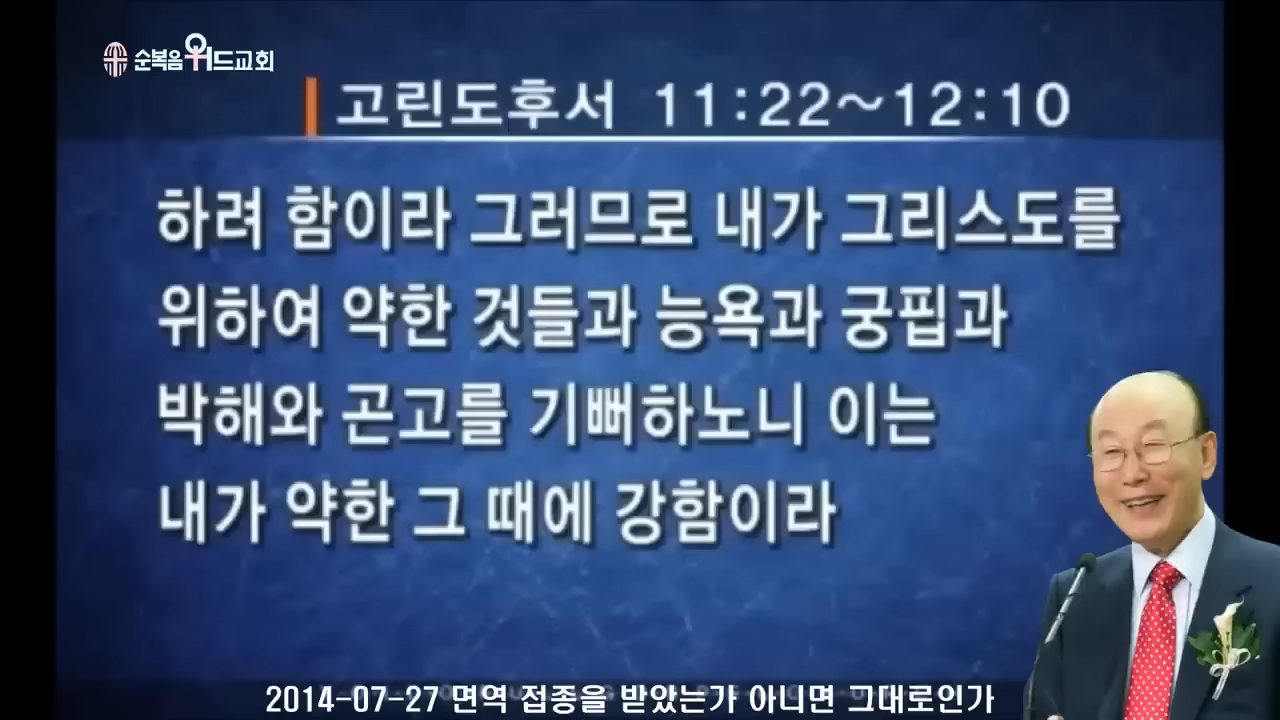 순복음위드교회
고린도후서 11:22~12:10
하려 함이라 그러므로 내가 그리스도를
위하여 약한 것들과 능욕과 궁핍과
박해와 곤고를 기뻐하노니 이는
내가 약한 그 때에 강함이라
2014-07-27 면역 접종을 받았는가 아니면 그대로인가